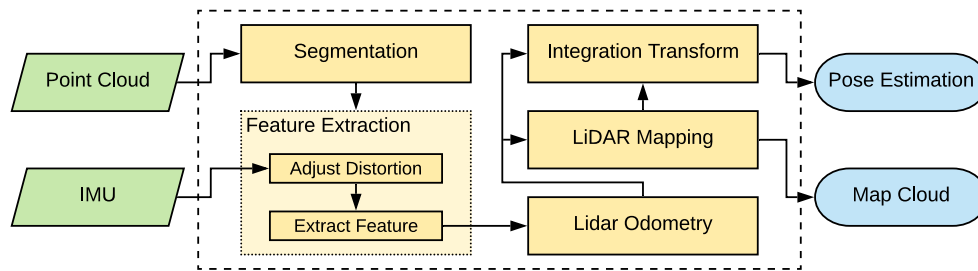 Point Cloud
IMU
Segmentation
Feature Extraction
Adjust Distortion
Extract Feature
Integration Transform
LiDAR Mapping
Lidar Odometry
Pose Estimation
Map Cloud